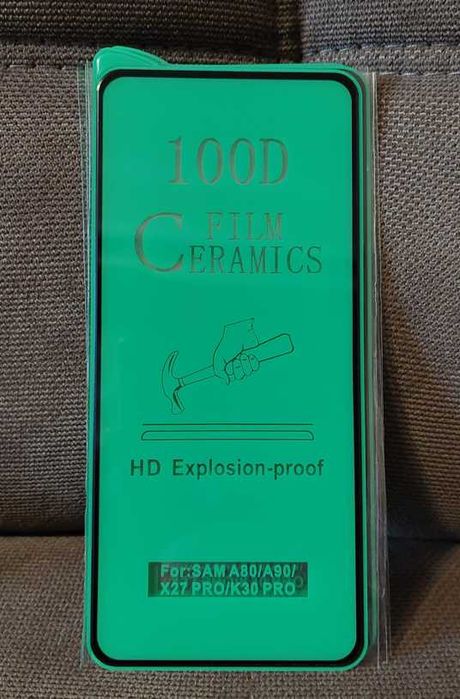 100D
FILM
CERAMICS
HD Explosion-proof
For:SAM A80/A90/
X27 PRO/K30 PRO